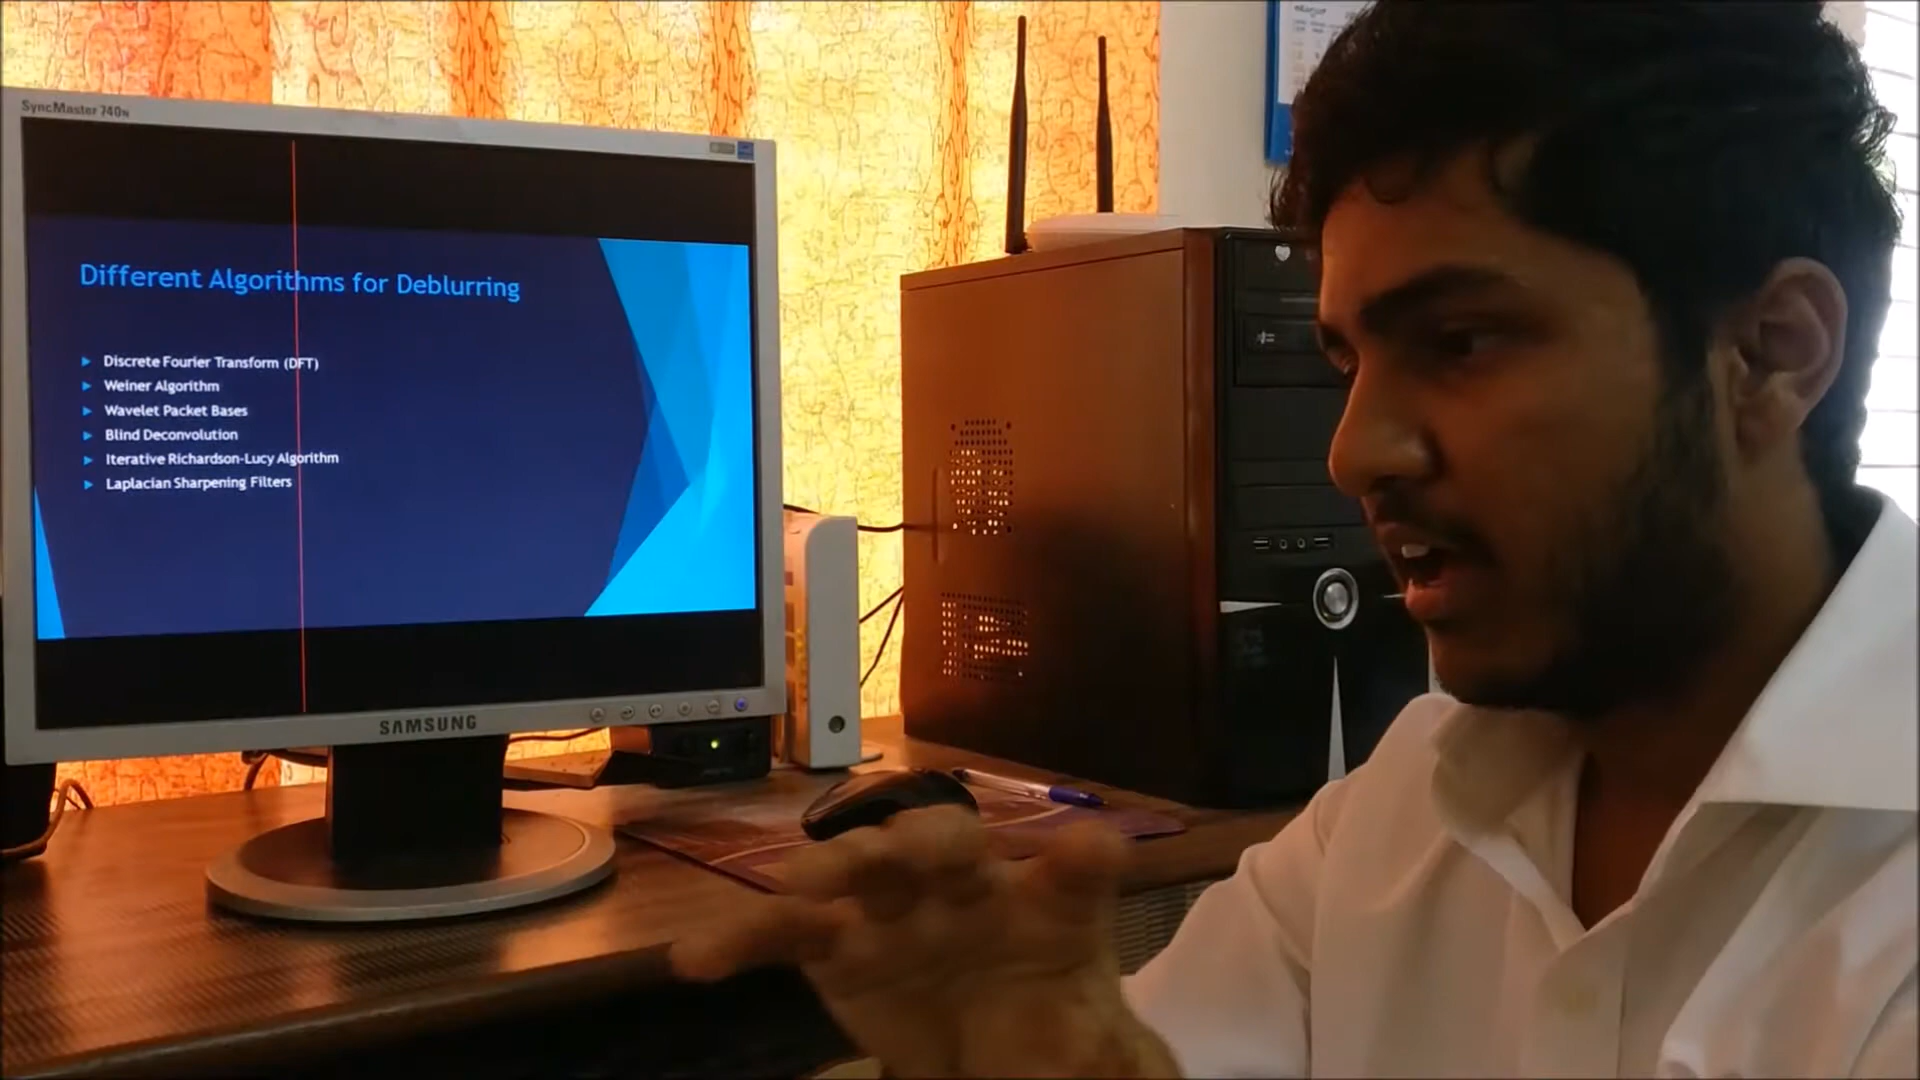 SyncMaster 740N
Different Algorithms for Deblurring
Discrete Fourier Transform (DFT)
Weiner Algorithm
Wavelet Packet Bases
Blind Deconvolution
Iterative Richardson-Lucy Algorithm
Laplacian Sharpening Filters
SAMSUNG